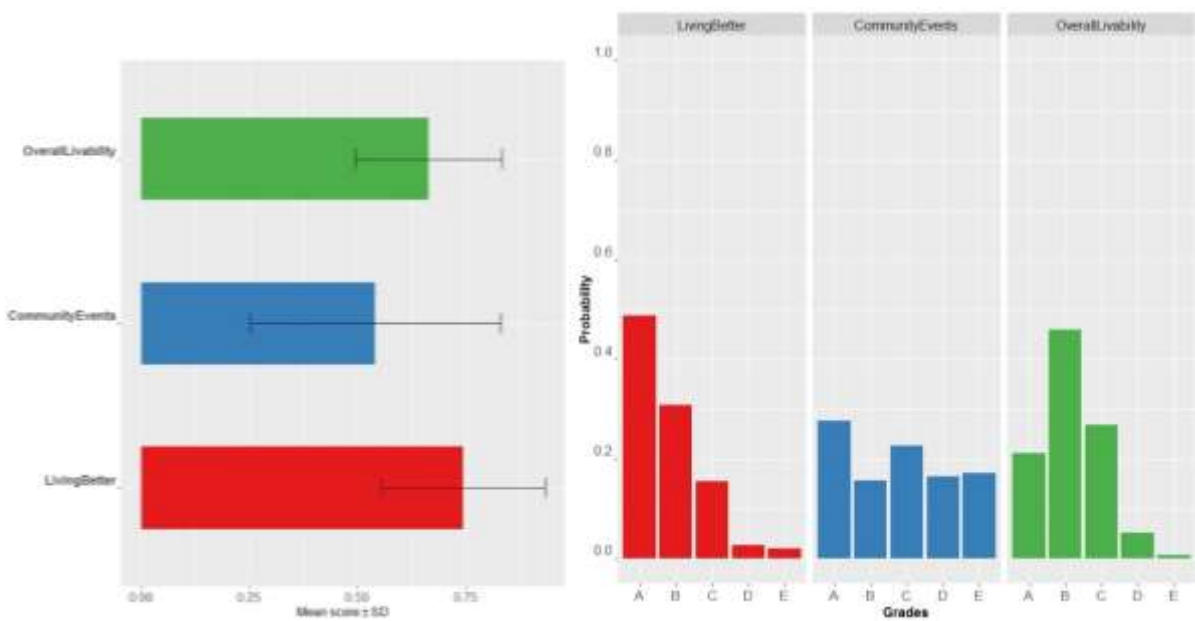 OverallLivability
CommunityEvents
LivingBetter
0.00 0.25 0.50 0.75
Mean score ± SD
LivingBetter CommunityEvents OverallLivability
1.0
0.8
0.6
0.4
0.2
0.0
Probability
A B C D E A B C D E A B C D E
Grades